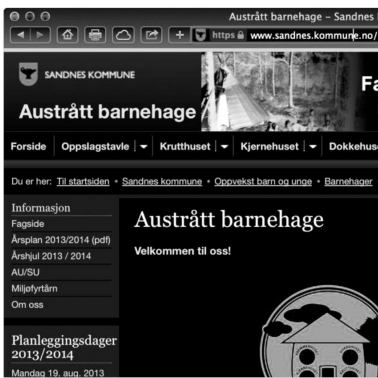 Austrått barnehage – Sandnes
https www.sandnes.kommune.no/
SANDNES KOMMUNE
Austrått barnehage
Fa
Forside Oppslagstavle Krutthuset Kjernehuset Dokkehus
Du er her: Til startsiden • Sandnes kommune • Oppvekst barn og unge • Barnehager
Informasjon
Fagside
Årsplan 2013/2014 (pdf)
Årshjul 2013 / 2014
AU/SU
Miljøfyrtårn
Om oss
Austrått barnehage
Velkommen til oss!
Planleggingsdager
2013/2014
Mandag 19. aug. 2013